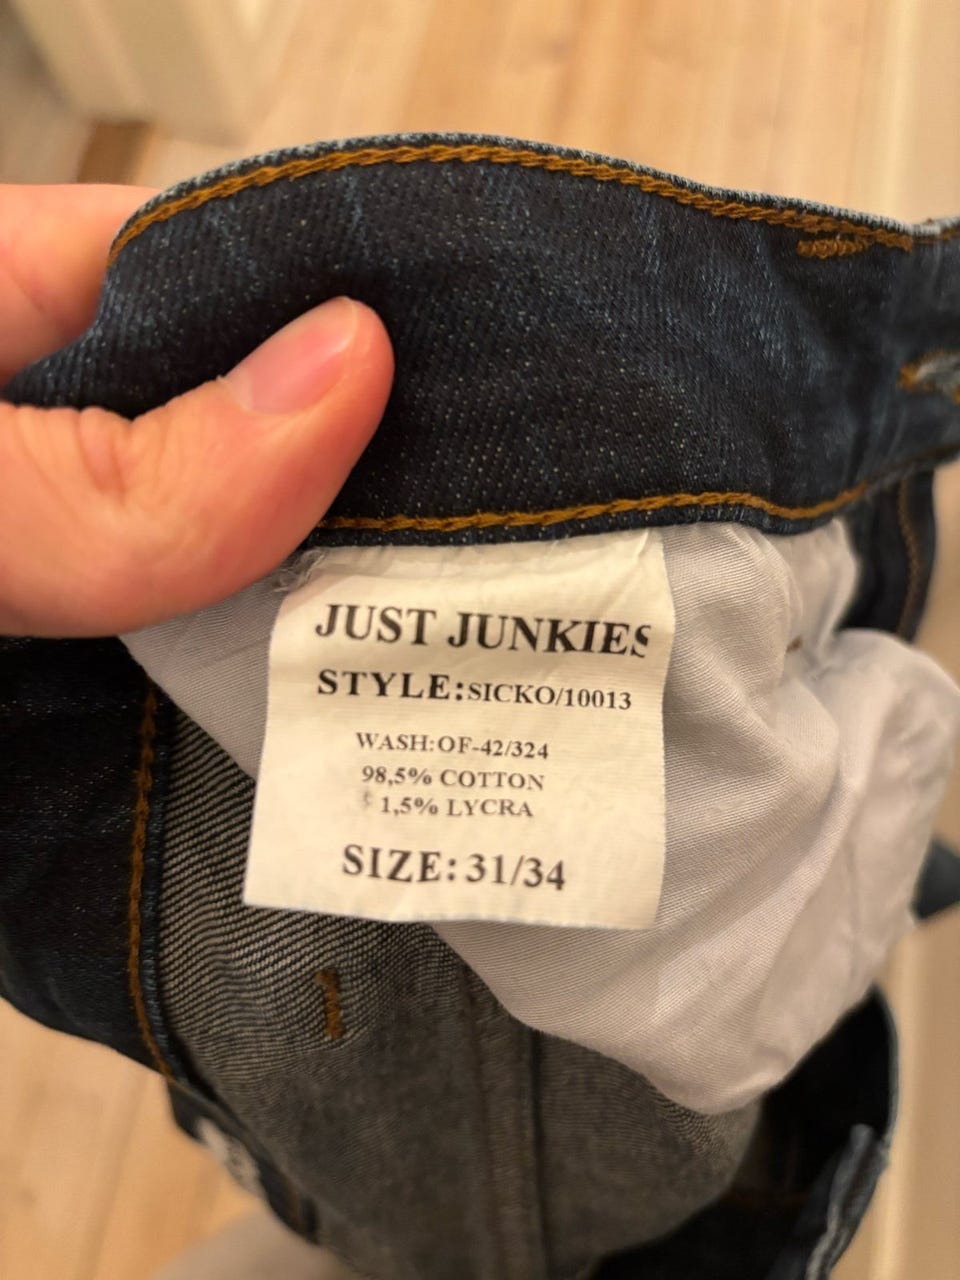 JUST JUNKIES
STYLE:SICKO/10013
WASH:OF-42/324
98,5% COTTON
1,5% LYCRA
SIZE:31/34